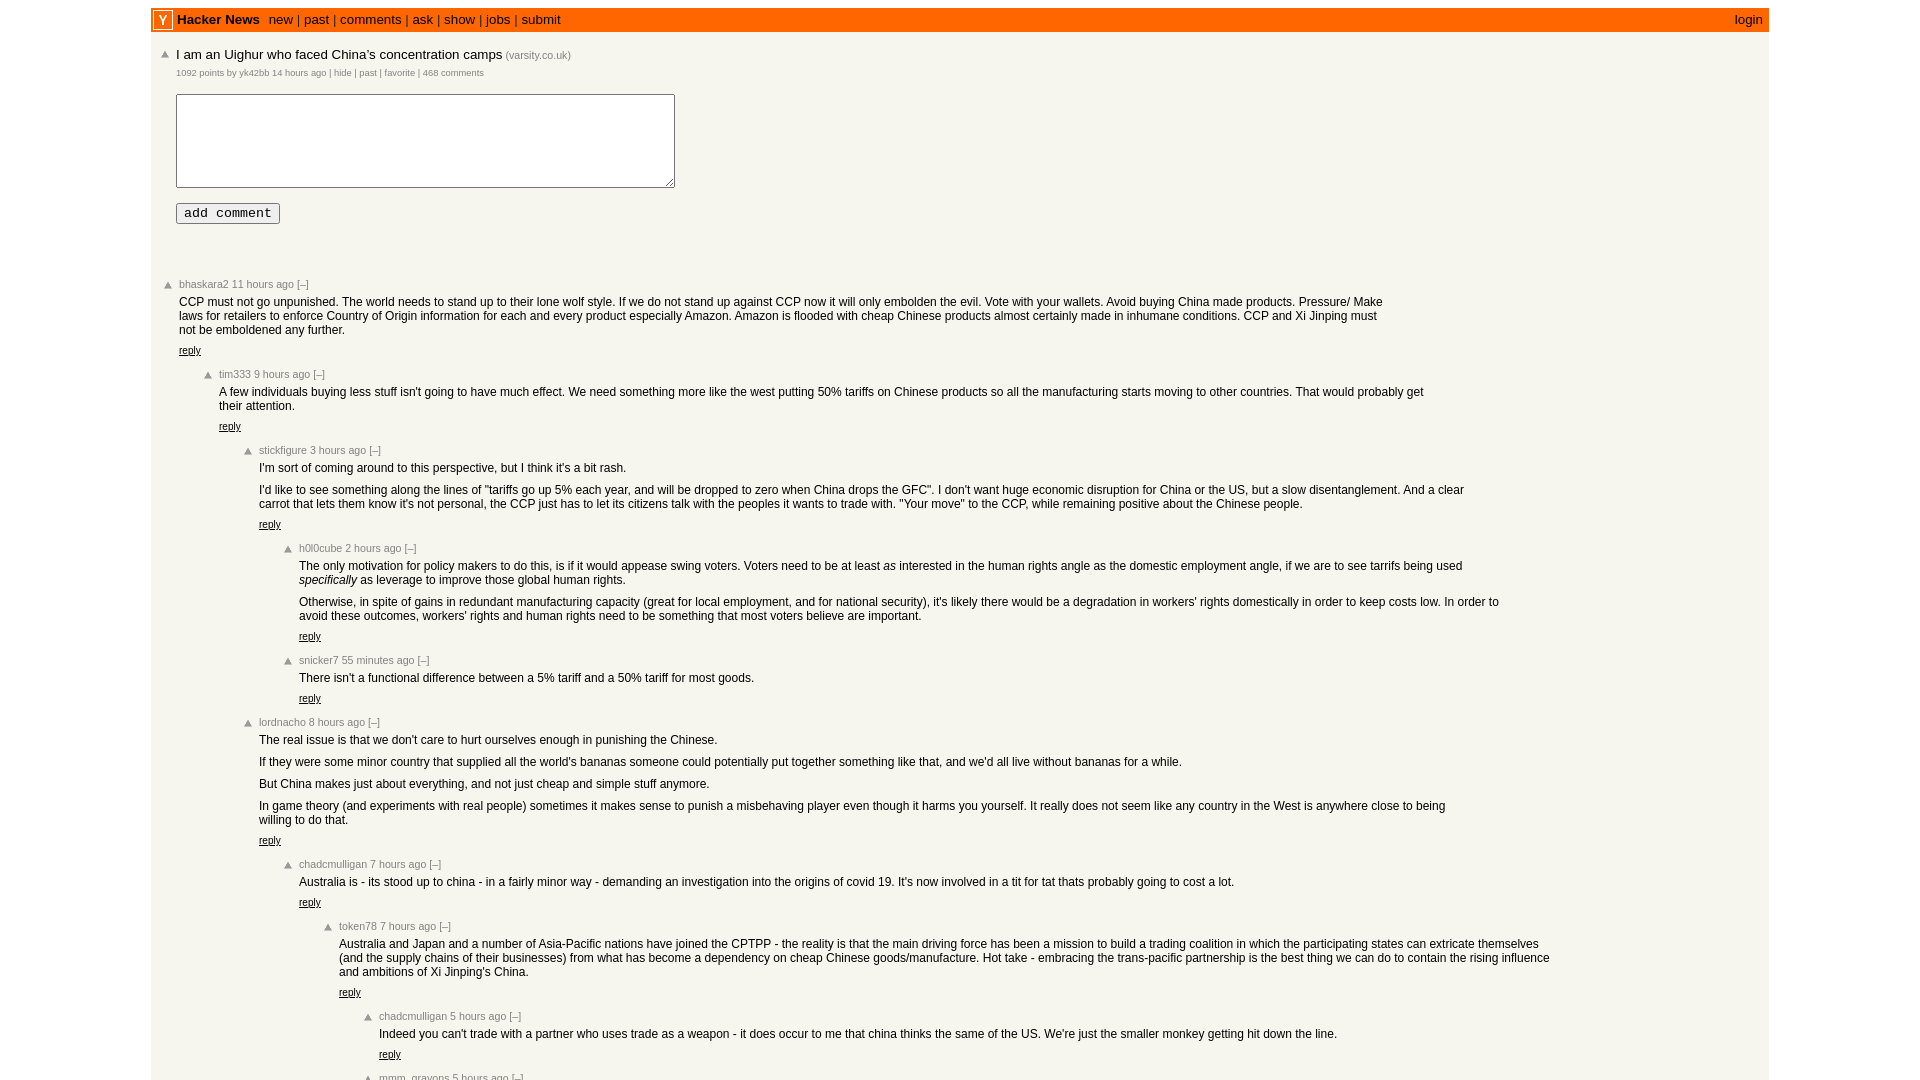 Y Hacker News new | past | comments | ask | show | jobs | submit login
I am an Uighur who faced China's concentration camps (varsity.co.uk)
1092 points by yk42bb 14 hours ago | hide | past | favorite | 468 comments
add comment
bhaskara2 11 hours ago [–]
CCP must not go unpunished. The world needs to stand up to their lone wolf style. If we do not stand up against CCP now it will only embolden the evil. Vote with your wallets. Avoid buying China made products. Pressure/ Make
laws for retailers to enforce Country of Origin information for each and every product especially Amazon. Amazon is flooded with cheap Chinese products almost certainly made in inhumane conditions. CCP and Xi Jinping must
not be emboldened any further.
reply
tim333 9 hours ago [–]
A few individuals buying less stuff isn't going to have much effect. We need something more like the west putting 50% tariffs on Chinese products so all the manufacturing starts moving to other countries. That would probably get
their attention.
reply
stickfigure 3 hours ago [–]
I'm sort of coming around to this perspective, but I think it's a bit rash.
I'd like to see something along the lines of "tariffs go up 5% each year, and will be dropped to zero when China drops the GFC". I don't want huge economic disruption for China or the US, but a slow disentanglement. And a clear
carrot that lets them know it's not personal, the CCP just has to let its citizens talk with the peoples it wants to trade with. "Your move" to the CCP, while remaining positive about the Chinese people.
reply
h0l0cube 2 hours ago [–]
The only motivation for policy makers to do this, is if it would appease swing voters. Voters need to be at least as interested in the human rights angle as the domestic employment angle, if we are to see tarrifs being used
specifically as leverage to improve those global human rights.
Otherwise, in spite of gains in redundant manufacturing capacity (great for local employment, and for national security), it's likely there would be a degradation in workers' rights domestically in order to keep costs low. In order to
avoid these outcomes, workers' rights and human rights need to be something that most voters believe are important.
reply
snicker7 55 minutes ago [–]
There isn't a functional difference between a 5% tariff and a 50% tariff for most goods.
reply
lordnacho 8 hours ago [–]
The real issue is that we don't care to hurt ourselves enough in punishing the Chinese.
If they were some minor country that supplied all the world's bananas someone could potentially put together something like that, and we'd all live without bananas for a while.
But China makes just about everything, and not just cheap and simple stuff anymore.
In game theory (and experiments with real people) sometimes it makes sense to punish a misbehaving player even though it harms you yourself. It really does not seem like any country in the West is anywhere close to being
willing to do that.
reply
chadcmulligan 7 hours ago [–]
Australia is - its stood up to china - in a fairly minor way - demanding an investigation into the origins of covid 19. It's now involved in a tit for tat thats probably going to cost a lot.
reply
token78 7 hours ago [–]
Australia and Japan and a number of Asia-Pacific nations have joined the CPTPP - the reality is that the main driving force has been a mission to build a trading coalition in which the participating states can extricate themselves
(and the supply chains of their businesses) from what has become a dependency on cheap Chinese goods/manufacture. Hot take - embracing the trans-pacific partnership is the best thing we can do to contain the rising influence
and ambitions of Xi Jinping's China.
reply
chadcmulligan 5 hours ago [–]
Indeed you can't trade with a partner who uses trade as a weapon - it does occur to me that china thinks the same of the US. We're just the smaller monkey getting hit down the line.
reply
mmm_grayons 5 hours ago [–]